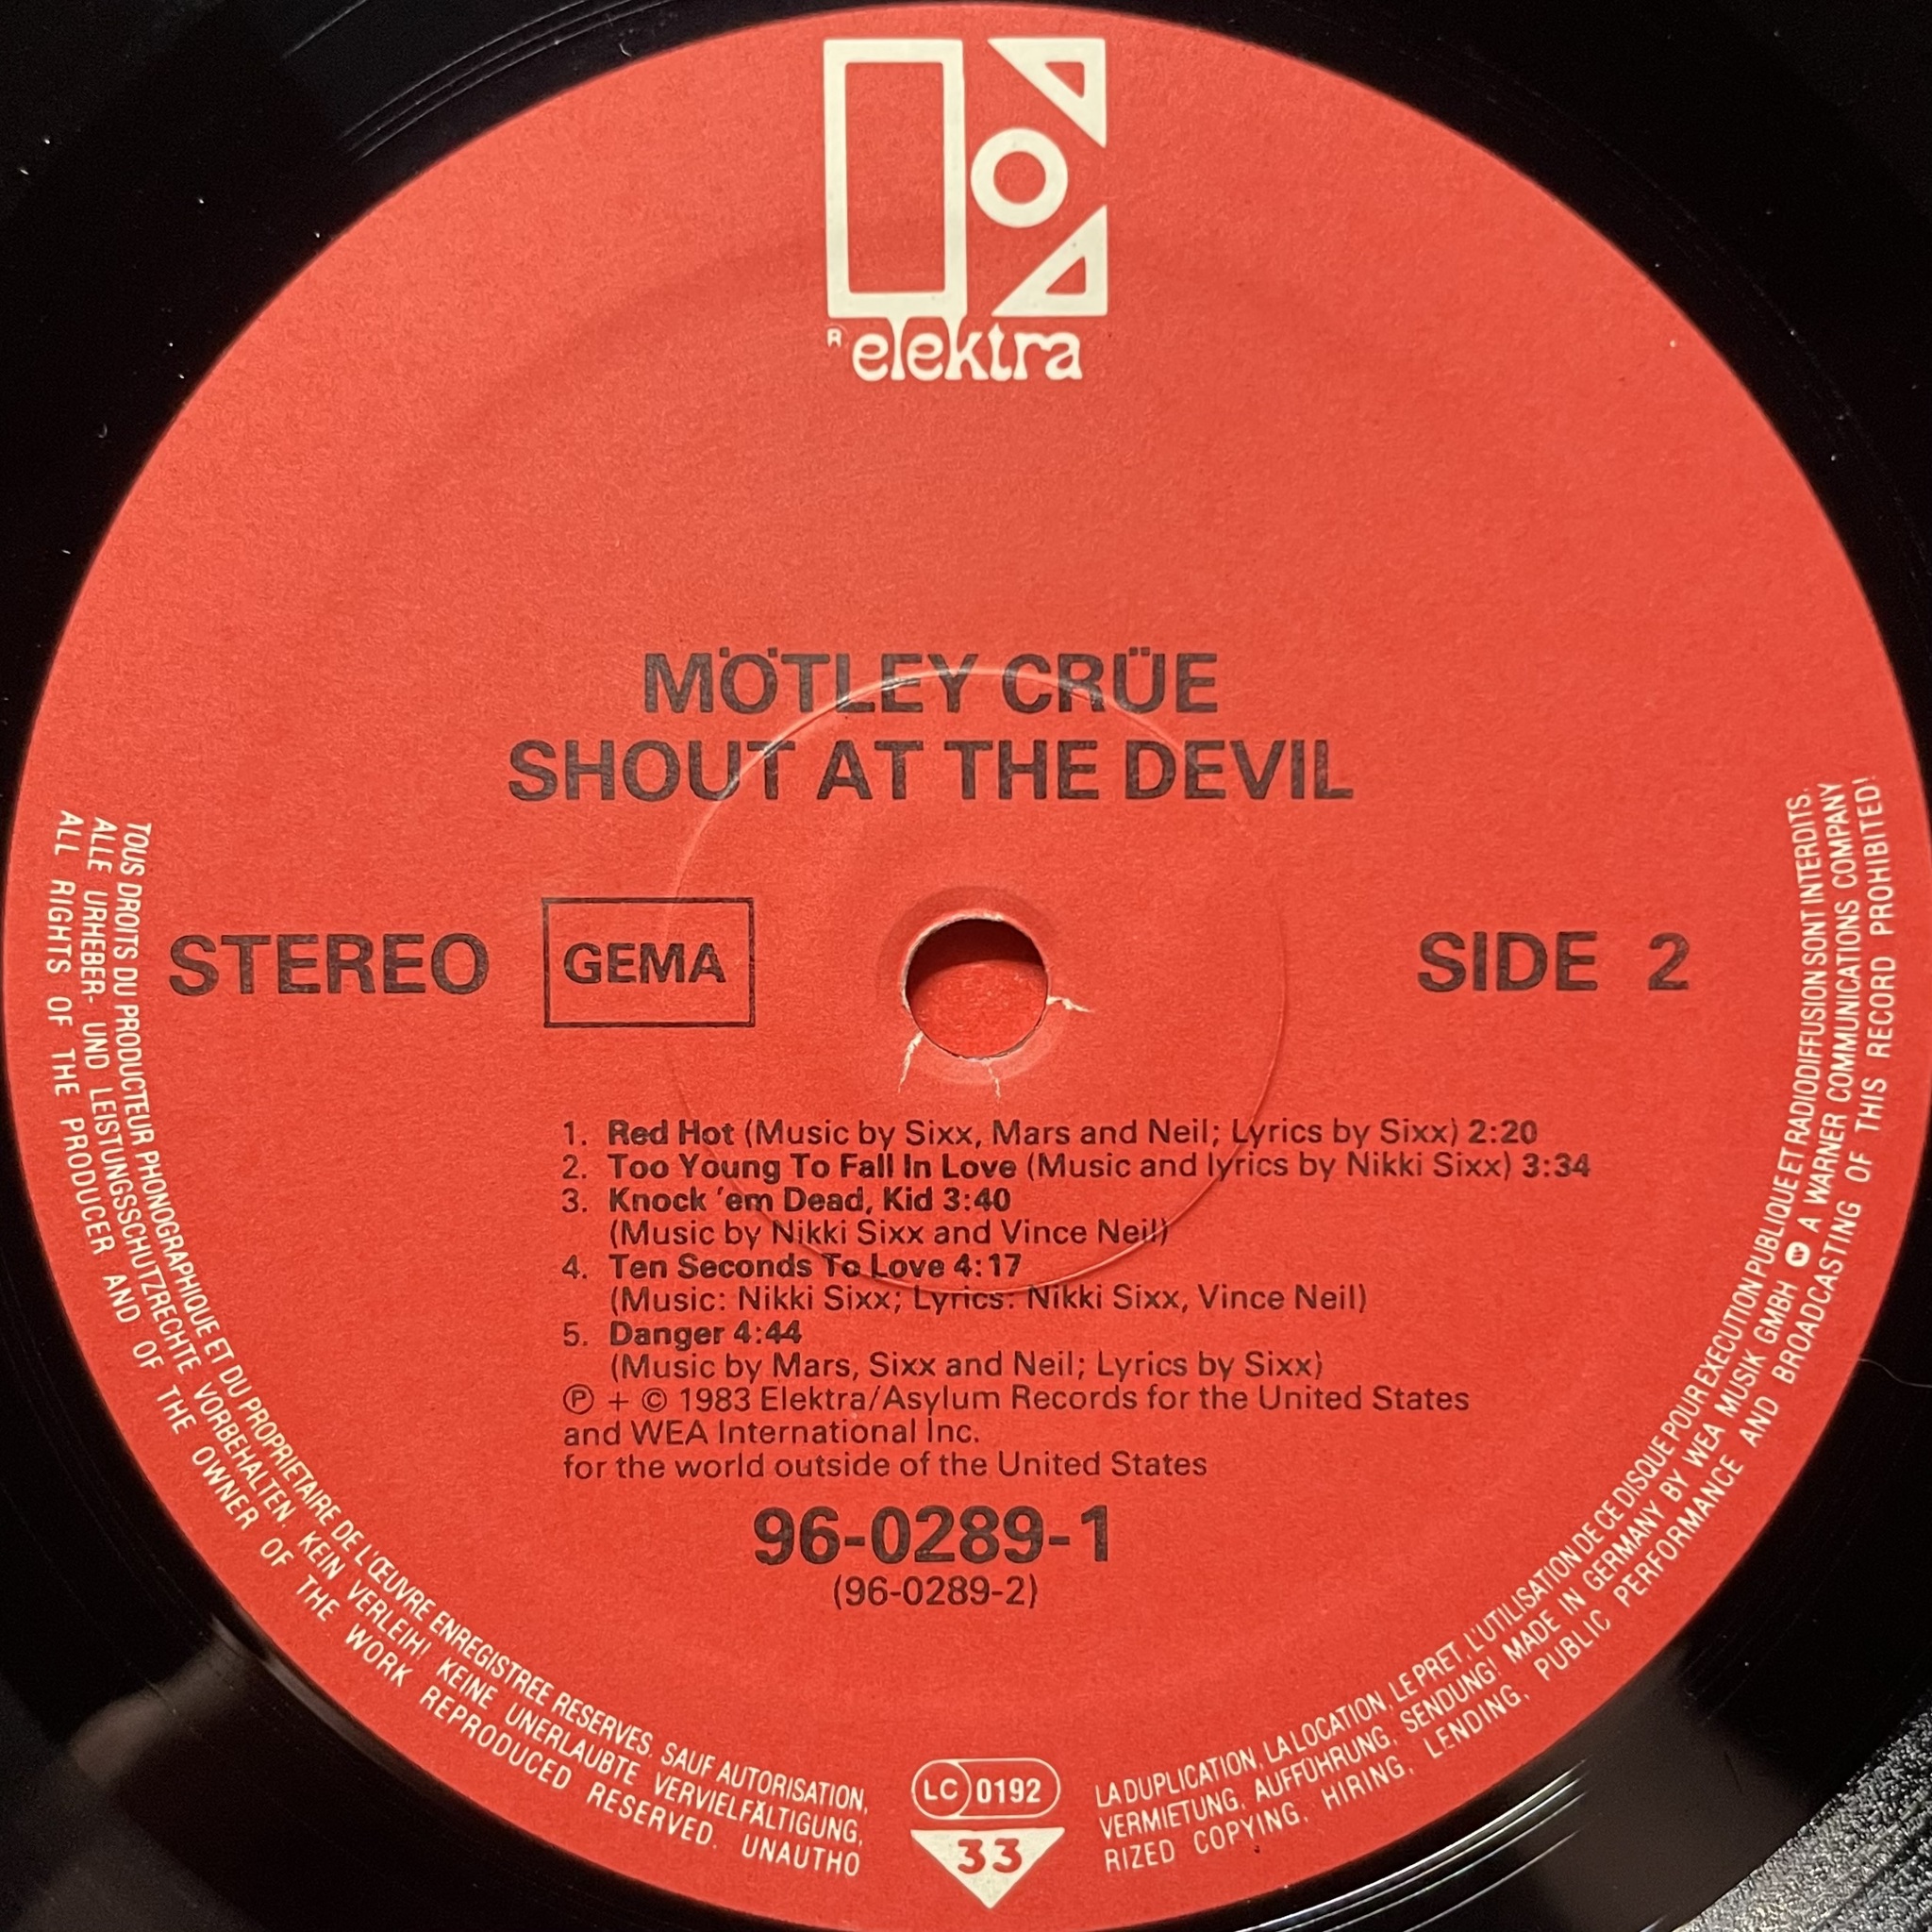 R elektra
MÖTLEY CRÜE
SHOUT AT THE DEVIL
STEREO GEMA SIDE 2
1. Red Hot (Music by Sixx, Mars and Neil; Lyrics by Sixx) 2:20
2. Too Young To Fall In Love (Music and lyrics by Nikki Sixx) 3:34
3. Knock 'em Dead, Kid 3:40
(Music by Nikki Sixx and Vince Neil)
4. Ten Seconds To Love 4:17
(Music: Nikki Sixx; Lyrics: Nikki Sixx, Vince Neil)
5. Danger 4:44
(Music by Mars, Sixx and Neil; Lyrics by Sixx)
Ⓟ + © 1983 Elektra/Asylum Records for the United States
and WEA International Inc.
for the world outside of the United States
96-0289-1
(96-0289-2)
TOUS DROITS DU PRODUCTEUR PHONOGRAPHIQUE ET DU PROPRIETAIRE DE L'ŒUVRE ENREGISTREE RESERVES. SAUF AUTORISATION, LA DUPLICATION, LA LOCATION, LE PRET, L'UTILISATION DE CE DISQUE POUR EXECUTION PUBLIQUE ET RADIODIFFUSION SONT INTERDITS.
ALLE URHEBER- UND LEISTUNGSSCHUTZRECHTE VORBEHALTEN. KEIN VERLEIH! KEINE UNERLAUBTE VERVIELFÄLTIGUNG, VERMIETUNG, AUFFÜHRUNG, SENDUNG! MADE IN GERMANY BY WEA MUSIK GMBH A WARNER COMMUNICATIONS COMPANY
ALL RIGHTS OF THE PRODUCER AND OF THE OWNER OF THE WORK REPRODUCED RESERVED. UNAUTHORIZED COPYING, HIRING, LENDING, PUBLIC PERFORMANCE AND BROADCASTING OF THIS RECORD PROHIBITED!
LC 0192
33